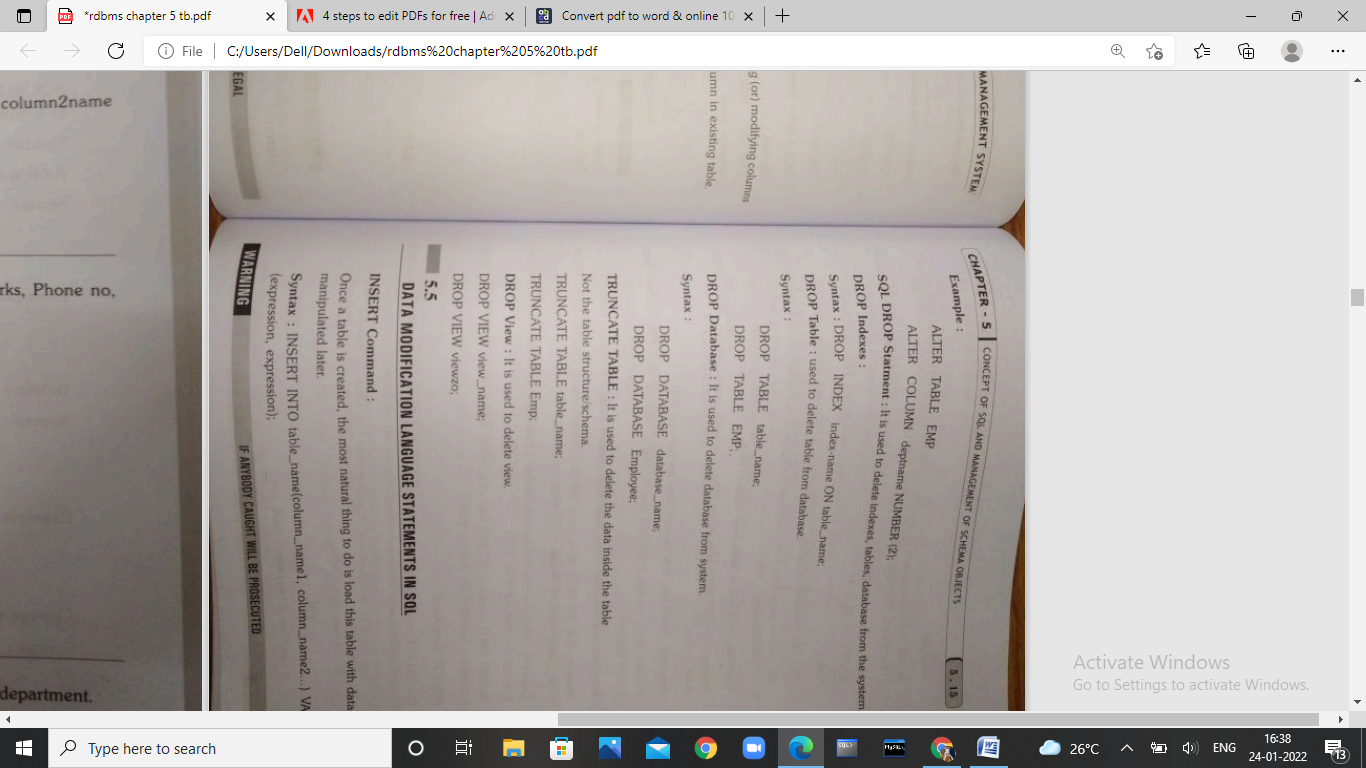 *rdbms chapter 5 tb.pdf
4 steps to edit PDFs for free | Ad
Convert pdf to word & online 10
File
C:/Users/Dell/Downloads/rdbms%20chapter%205%20tb.pdf
column2name
rks, Phone no,
department.
MANAGEMENT SYSTEM
g (or) modifying columns
umn in existing table.
EGAL
CHAPTER - 5
CONCEPT OF SQL AND MANAGEMENT OF SCHEMA OBJECTS
5 . 15
Example :
ALTER TABLE EMP
ALTER COLUMN deptname NUMBER (2);
SQL DROP Statment : It is used to delete indexes, tables, database from the system
DROP Indexes :
Syntax : DROP INDEX index-name ON table_name;
DROP Table : used to delete table from database.
Syntax :
DROP TABLE table_name;
DROP TABLE EMP.
DROP Database : It is used to delete database from system.
Syntax :
DROP DATABASE database_name;
DROP DATABASE Employee;
TRUNCATE TABLE : It is used to delete the data inside the table
Not the table structure/schema.
TRUNCATE TABLE table_name;
TRUNCATE TABLE Emp;
DROP View : It is used to delete view.
DROP VIEW view_name;
DROP VIEW viewzo;
5.5
DATA MODIFICATION LANGUAGE STATEMENTS IN SQL
INSERT Command :
Once a table is created, the most natural thing to do is load this table with data
manipulated later.
Syntax : INSERT INTO table_name(column_name1, column_name2...) VA
(expression, expression);
WARNING
IF ANYBODY CAUGHT WILL BE PROSECUTED
Activate Windows
Go to Settings to activate Windows.
Type here to search
SQL>
MySQL
26°C
ENG
16:38
24-01-2022
13